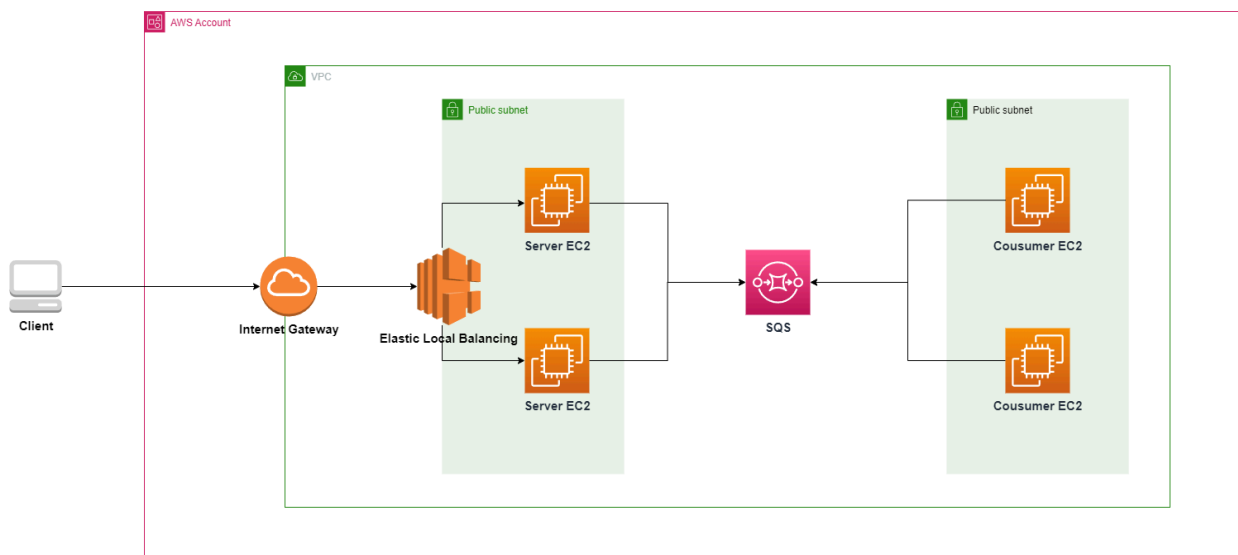 AWS Account
VPC
Public subnet
Public subnet
Server EC2
Cousumer EC2
Client
Internet Gateway
Elastic Local Balancing
SQS
Server EC2
Cousumer EC2